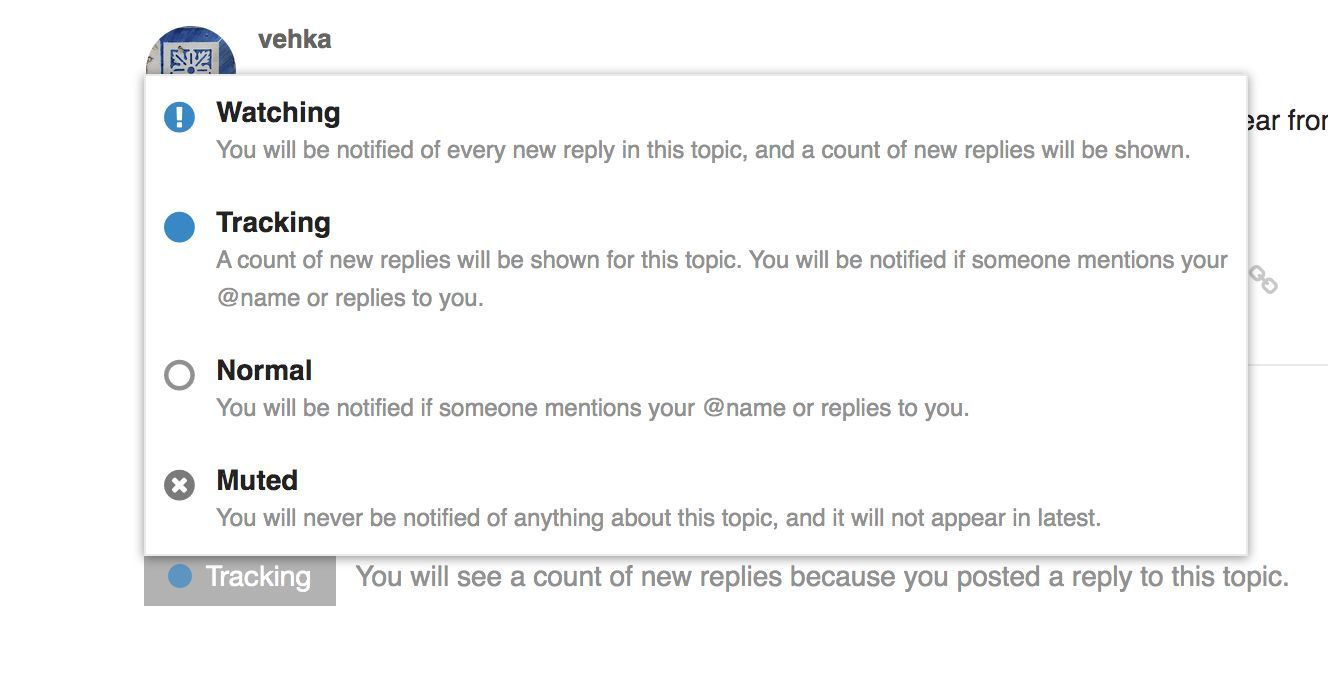 vehka
Watching
You will be notified of every new reply in this topic, and a count of new replies will be shown.
ear from
Tracking
A count of new replies will be shown for this topic. You will be notified if someone mentions your
@name or replies to you.
Normal
You will be notified if someone mentions your @name or replies to you.
Muted
You will never be notified of anything about this topic, and it will not appear in latest.
Tracking You will see a count of new replies because you posted a reply to this topic.